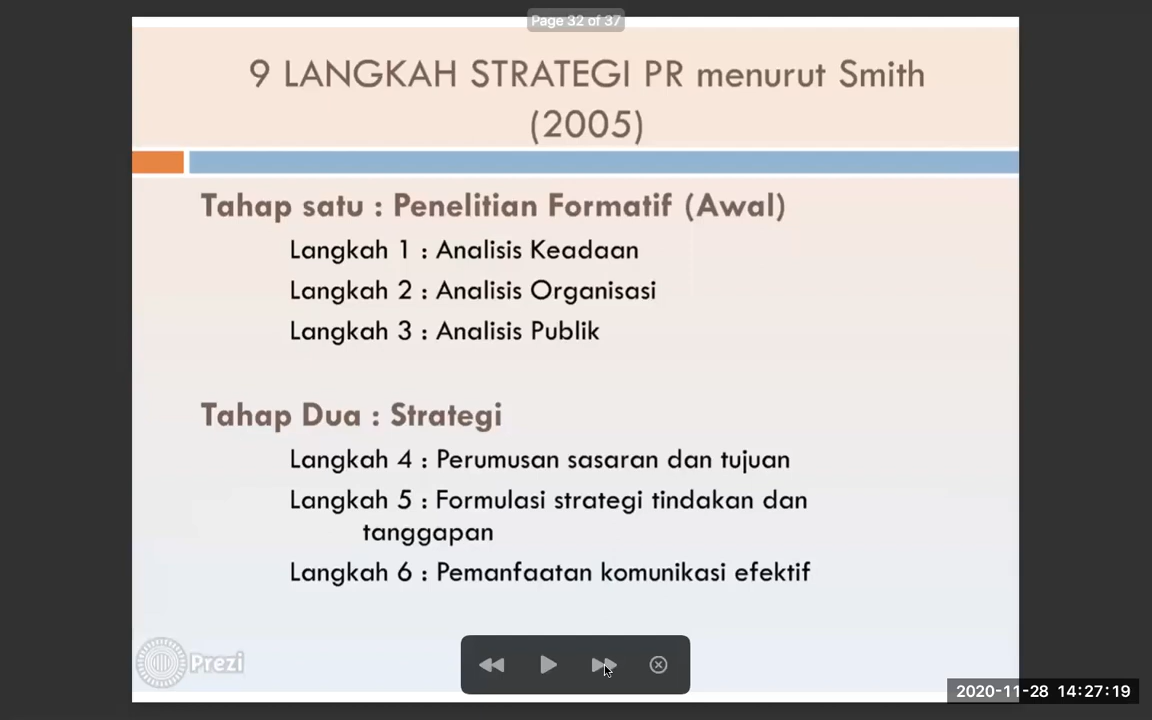 Page 32 of 37
9 LANGKAH STRATEGI PR menurut Smith
(2005)
Tahap satu : Penelitian Formatif (Awal)
Langkah 1 : Analisis Keadaan
Langkah 2 : Analisis Organisasi
Langkah 3 : Analisis Publik
Tahap Dua : Strategi
Langkah 4 : Perumusan sasaran dan tujuan
Langkah 5 : Formulasi strategi tindakan dan
tanggapan
Langkah 6 : Pemanfaatan komunikasi efektif
Prezi
2020-11-28 14:27:19